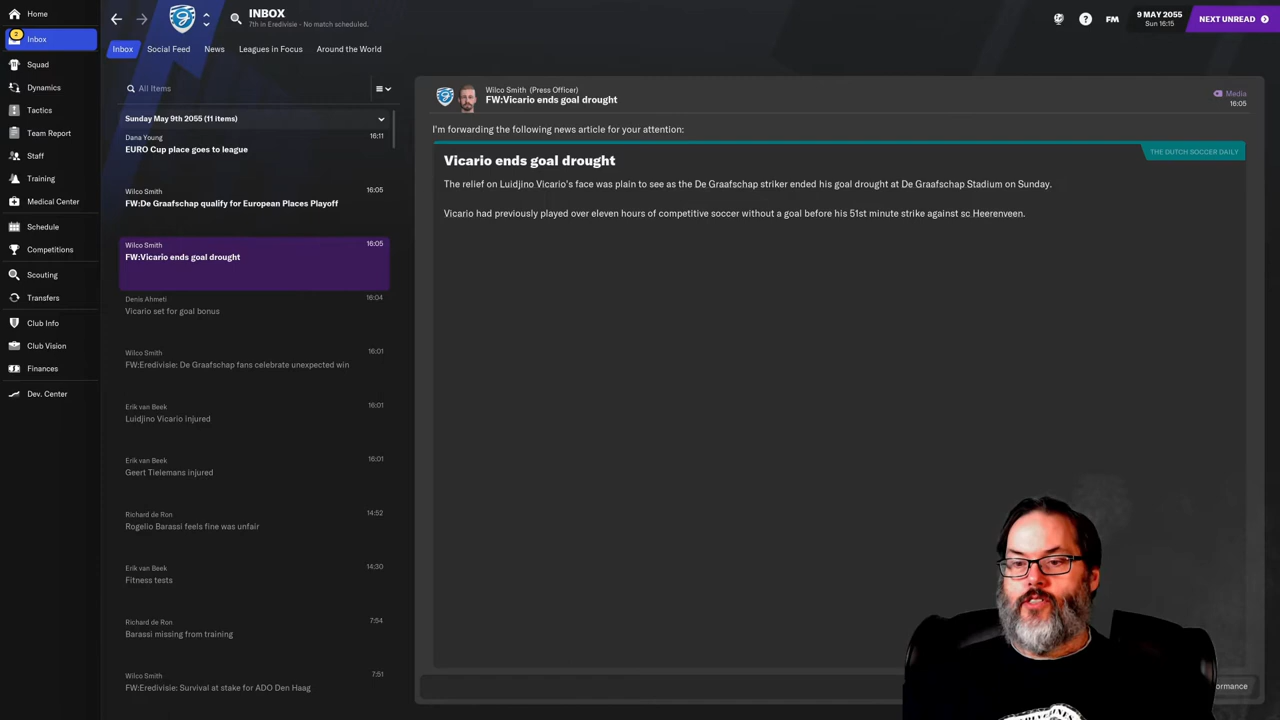 Home
2
Inbox
Squad
Dynamics
Tactics
Team Report
Staff
Training
Medical Center
Schedule
Competitions
Scouting
Transfers
Club Info
Club Vision
Finances
Dev. Center
INBOX
7th in Eredivisie - No match scheduled.
FM
9 MAY 2055
Sun 16:15
NEXT UNREAD
Inbox
Social Feed
News
Leagues in Focus
Around the World
All Items
Sunday May 9th 2055 (11 items)
Dana Young
16:11
EURO Cup place goes to league
Wilco Smith
16:05
FW:De Graafschap qualify for European Places Playoff
Wilco Smith
16:05
FW:Vicario ends goal drought
Denis Ahmeti
16:04
Vicario set for goal bonus
Wilco Smith
16:01
FW:Eredivisie: De Graafschap fans celebrate unexpected win
Erik van Beek
16:01
Luidjino Vicario injured
Erik van Beek
16:01
Geert Tielemans injured
Richard de Ron
14:52
Rogelio Barassi feels fine was unfair
Erik van Beek
14:30
Fitness tests
Richard de Ron
7:54
Barassi missing from training
Wilco Smith
7:51
FW:Eredivisie: Survival at stake for ADO Den Haag
Wilco Smith (Press Officer)
FW:Vicario ends goal drought
Media
16:05
I'm forwarding the following news article for your attention:
THE DUTCH SOCCER DAILY
Vicario ends goal drought
The relief on Luidjino Vicario's face was plain to see as the De Graafschap striker ended his goal drought at De Graafschap Stadium on Sunday.
Vicario had previously played over eleven hours of competitive soccer without a goal before his 51st minute strike against sc Heerenveen.